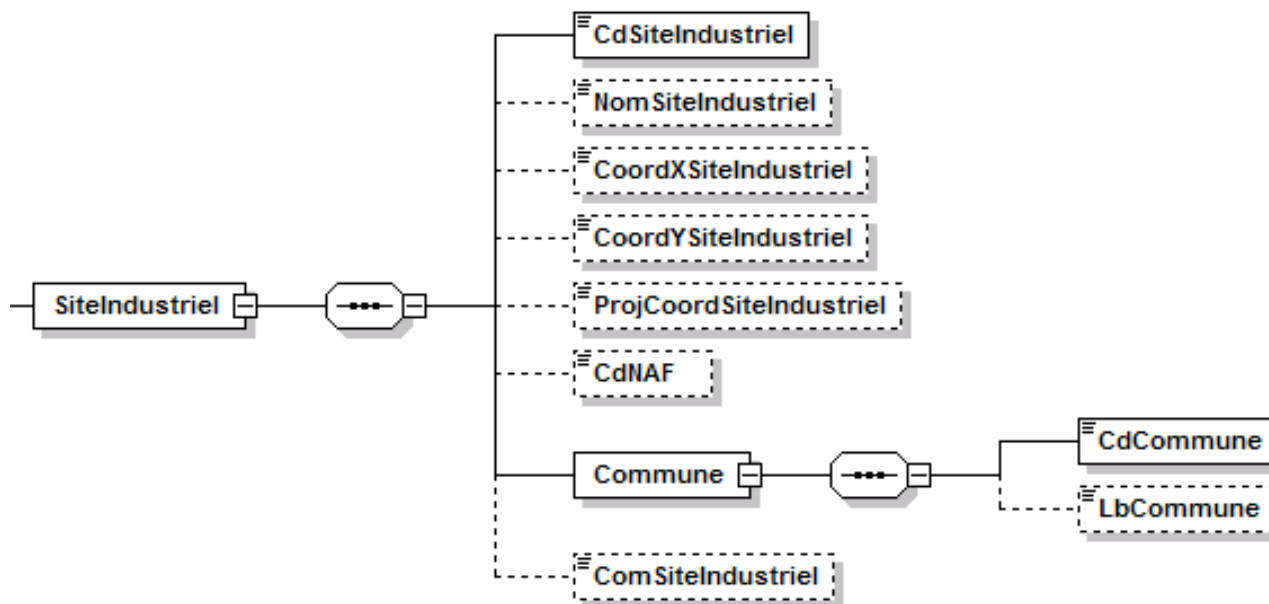 CdSiteIndustriel
NomSiteIndustriel
CoordXSiteIndustriel
CoordYSiteIndustriel
SiteIndustriel
ProjCoordSiteIndustriel
CdNAF
CdCommune
Commune
LbCommune
ComSiteIndustriel